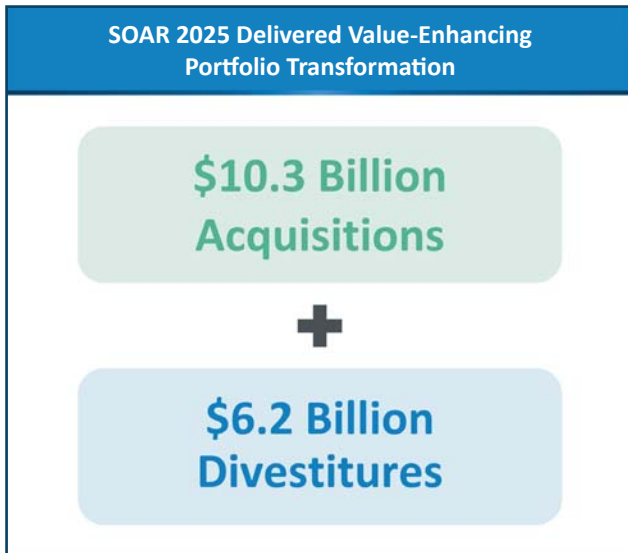 SOAR 2025 Delivered Value-Enhancing
Portfolio Transformation
$10.3 Billion
Acquisitions
+
$6.2 Billion
Divestitures